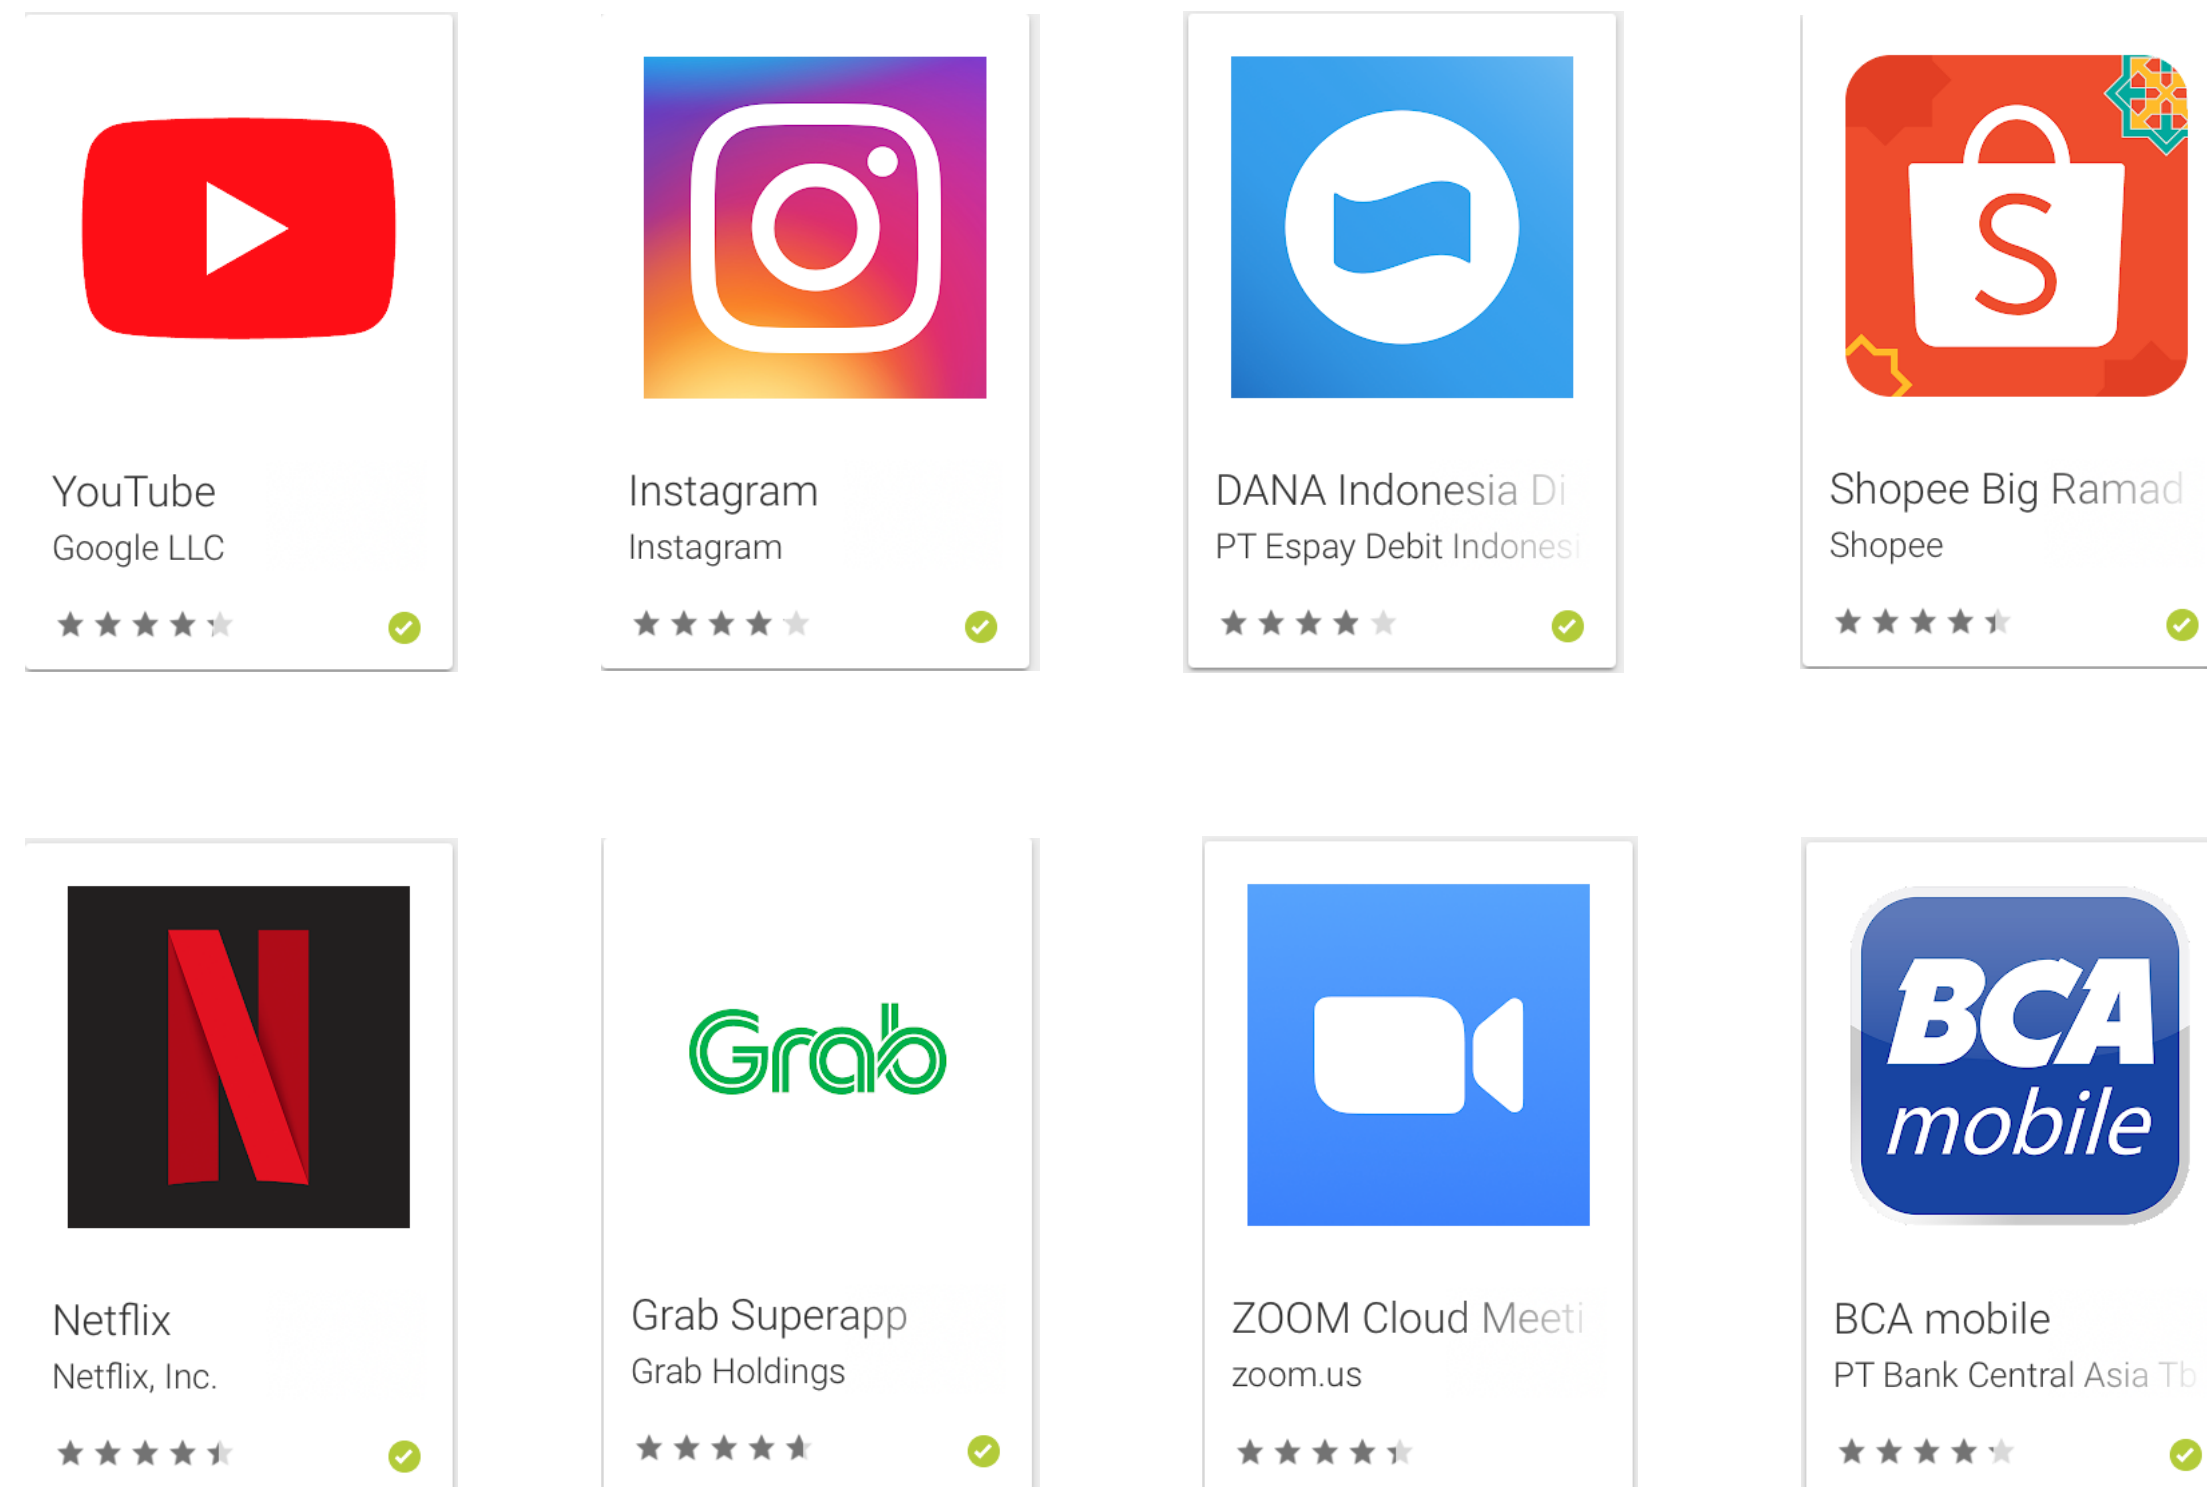 YouTube
Google LLC
Instagram
Instagram
DANA Indonesia Di
PT Espay Debit Indonesi
S
Shopee Big Ramad
Shopee
N
Netflix
Netflix, Inc.
Grab
Grab Superapp
Grab Holdings
ZOOM Cloud Meeti
zoom.us
BCA
mobile
BCA mobile
PT Bank Central Asia Tb